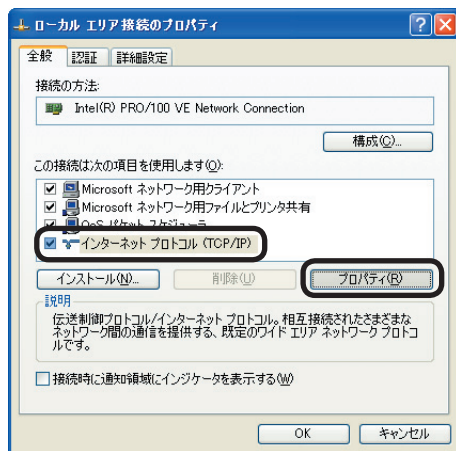 ローカル エリア接続のプロパティ
全般 認証 詳細設定
接続の方法:
Intel(R) PRO/100 VE Network Connection
構成(C)...
この接続は次の項目を使用します(O):
Microsoft ネットワーク用クライアント
Microsoft ネットワーク用ファイルとプリンタ共有
QoS パケット スケジューラ
インターネット プロトコル (TCP/IP)
インストール(N)... 削除(U) プロパティ(R)
説明
伝送制御プロトコル/インターネット プロトコル。相互接続されたさまざまな
ネットワーク間の通信を提供する、既定のワイド エリア ネットワーク プロトコ
ルです。
接続時に通知領域にインジケータを表示する(W)
OK キャンセル